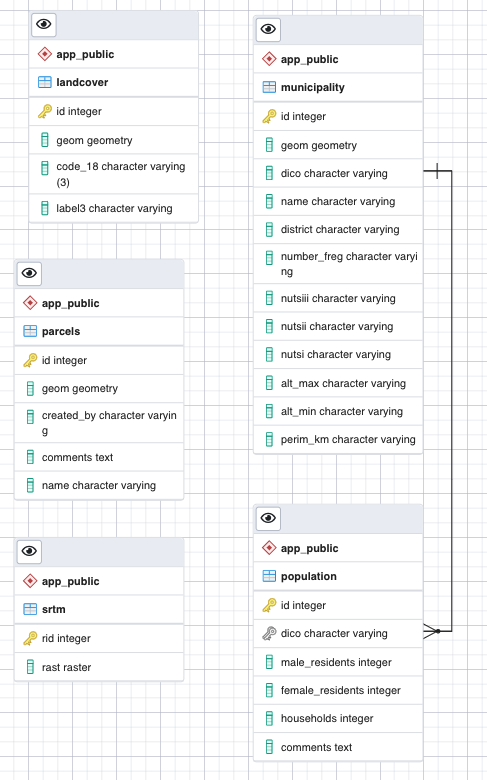 app_public
landcover
id integer
geom geometry
code_18 character varying
(3)
label3 character varying
app_public
municipality
id integer
geom geometry
dico character varying
name character varying
district character varying
number_freg character varyi
ng
nutsiii character varying
nutsii character varying
nutsi character varying
alt_max character varying
alt_min character varying
perim_km character varying
app_public
parcels
id integer
geom geometry
created_by character varyin
g
comments text
name character varying
app_public
srtm
rid integer
rast raster
app_public
population
id integer
dico character varying
male_residents integer
female_residents integer
households integer
comments text